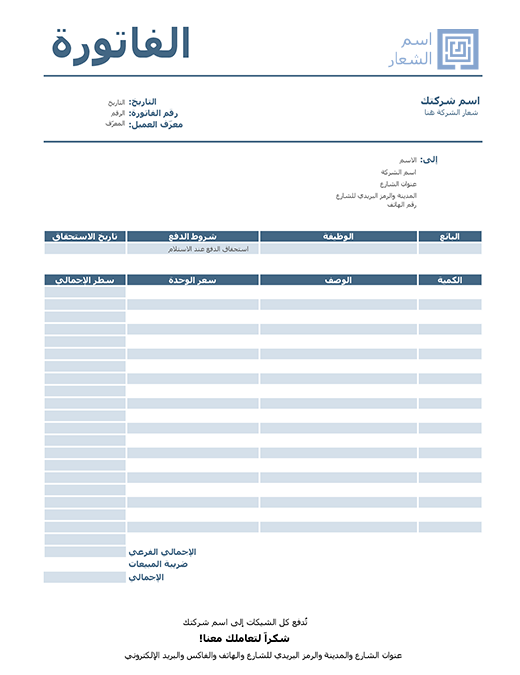 الفاتورة
اسم
الشعار
اسم شركتك
شعار الشركة هنا
التاريخ: التاريخ
رقم الفاتورة: الرقم
معرّف العميل: المعرّف
إلى: الاسم
اسم الشركة
عنوان الشارع
المدينة والرمز البريدي للشارع
رقم الهاتف
البائع الوظيفة شروط الدفع تاريخ الاستحقاق
استحقاق الدفع عند الاستلام
الكمية الوصف سعر الوحدة سطر الإجمالي
الإجمالي الفرعي
ضريبة المبيعات
الإجمالي
تُدفع كل الشيكات إلى اسم شركتك
شكراً لتعاملك معنا!
عنوان الشارع والمدينة والرمز البريدي للشارع والهاتف والفاكس والبريد الإلكتروني